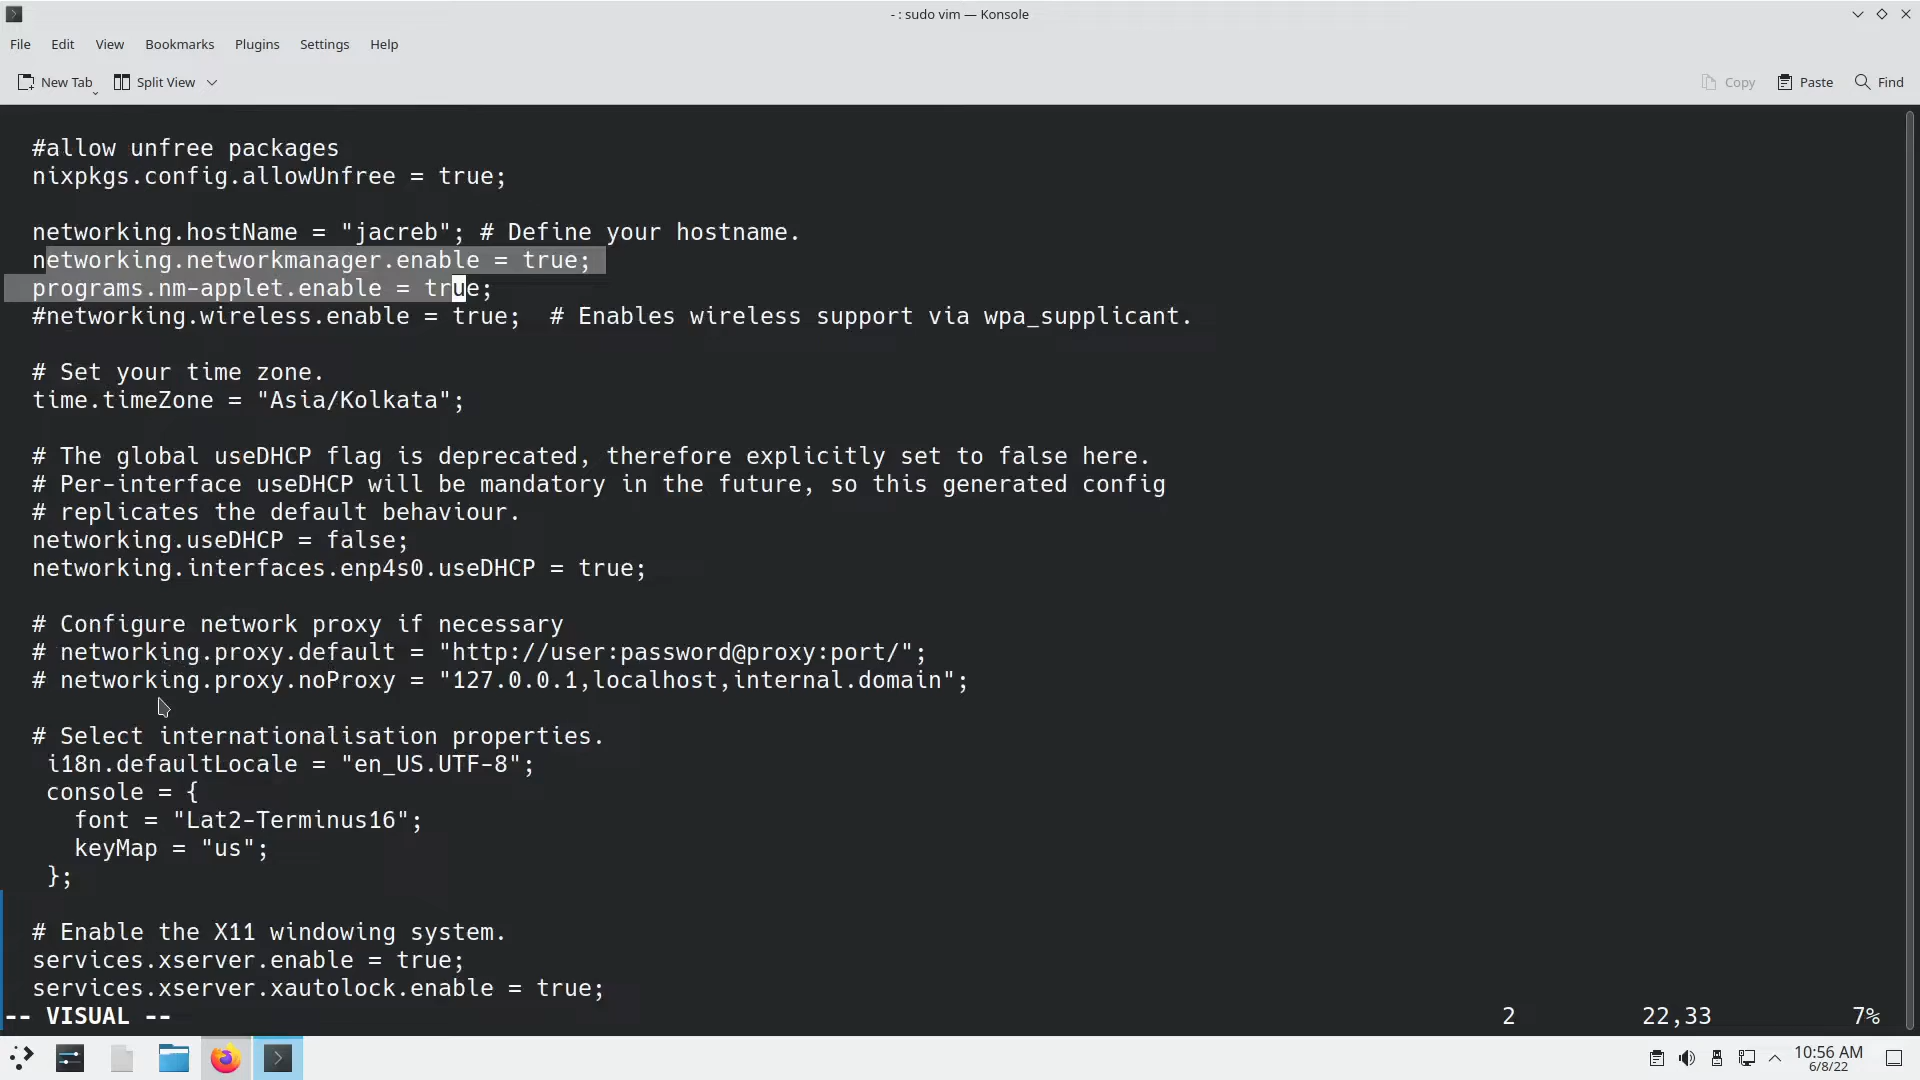 - : sudo vim — Konsole
File Edit View Bookmarks Plugins Settings Help
New Tab Split View Copy Paste Find
#allow unfree packages
nixpkgs.config.allowUnfree = true;
networking.hostName = "jacreb"; # Define your hostname.
networking.networkmanager.enable = true;
programs.nm-applet.enable = true;
#networking.wireless.enable = true;  # Enables wireless support via wpa_supplicant.
# Set your time zone.
time.timeZone = "Asia/Kolkata";
# The global useDHCP flag is deprecated, therefore explicitly set to false here.
# Per-interface useDHCP will be mandatory in the future, so this generated config
# replicates the default behaviour.
networking.useDHCP = false;
networking.interfaces.enp4s0.useDHCP = true;
# Configure network proxy if necessary
# networking.proxy.default = "http://user:password@proxy:port/";
# networking.proxy.noProxy = "127.0.0.1,localhost,internal.domain";
# Select internationalisation properties.
i18n.defaultLocale = "en_US.UTF-8";
console = {
font = "Lat2-Terminus16";
keyMap = "us";
};
# Enable the X11 windowing system.
services.xserver.enable = true;
services.xserver.xautolock.enable = true;
-- VISUAL -- 2 22,33 7%
10:56 AM
6/8/22